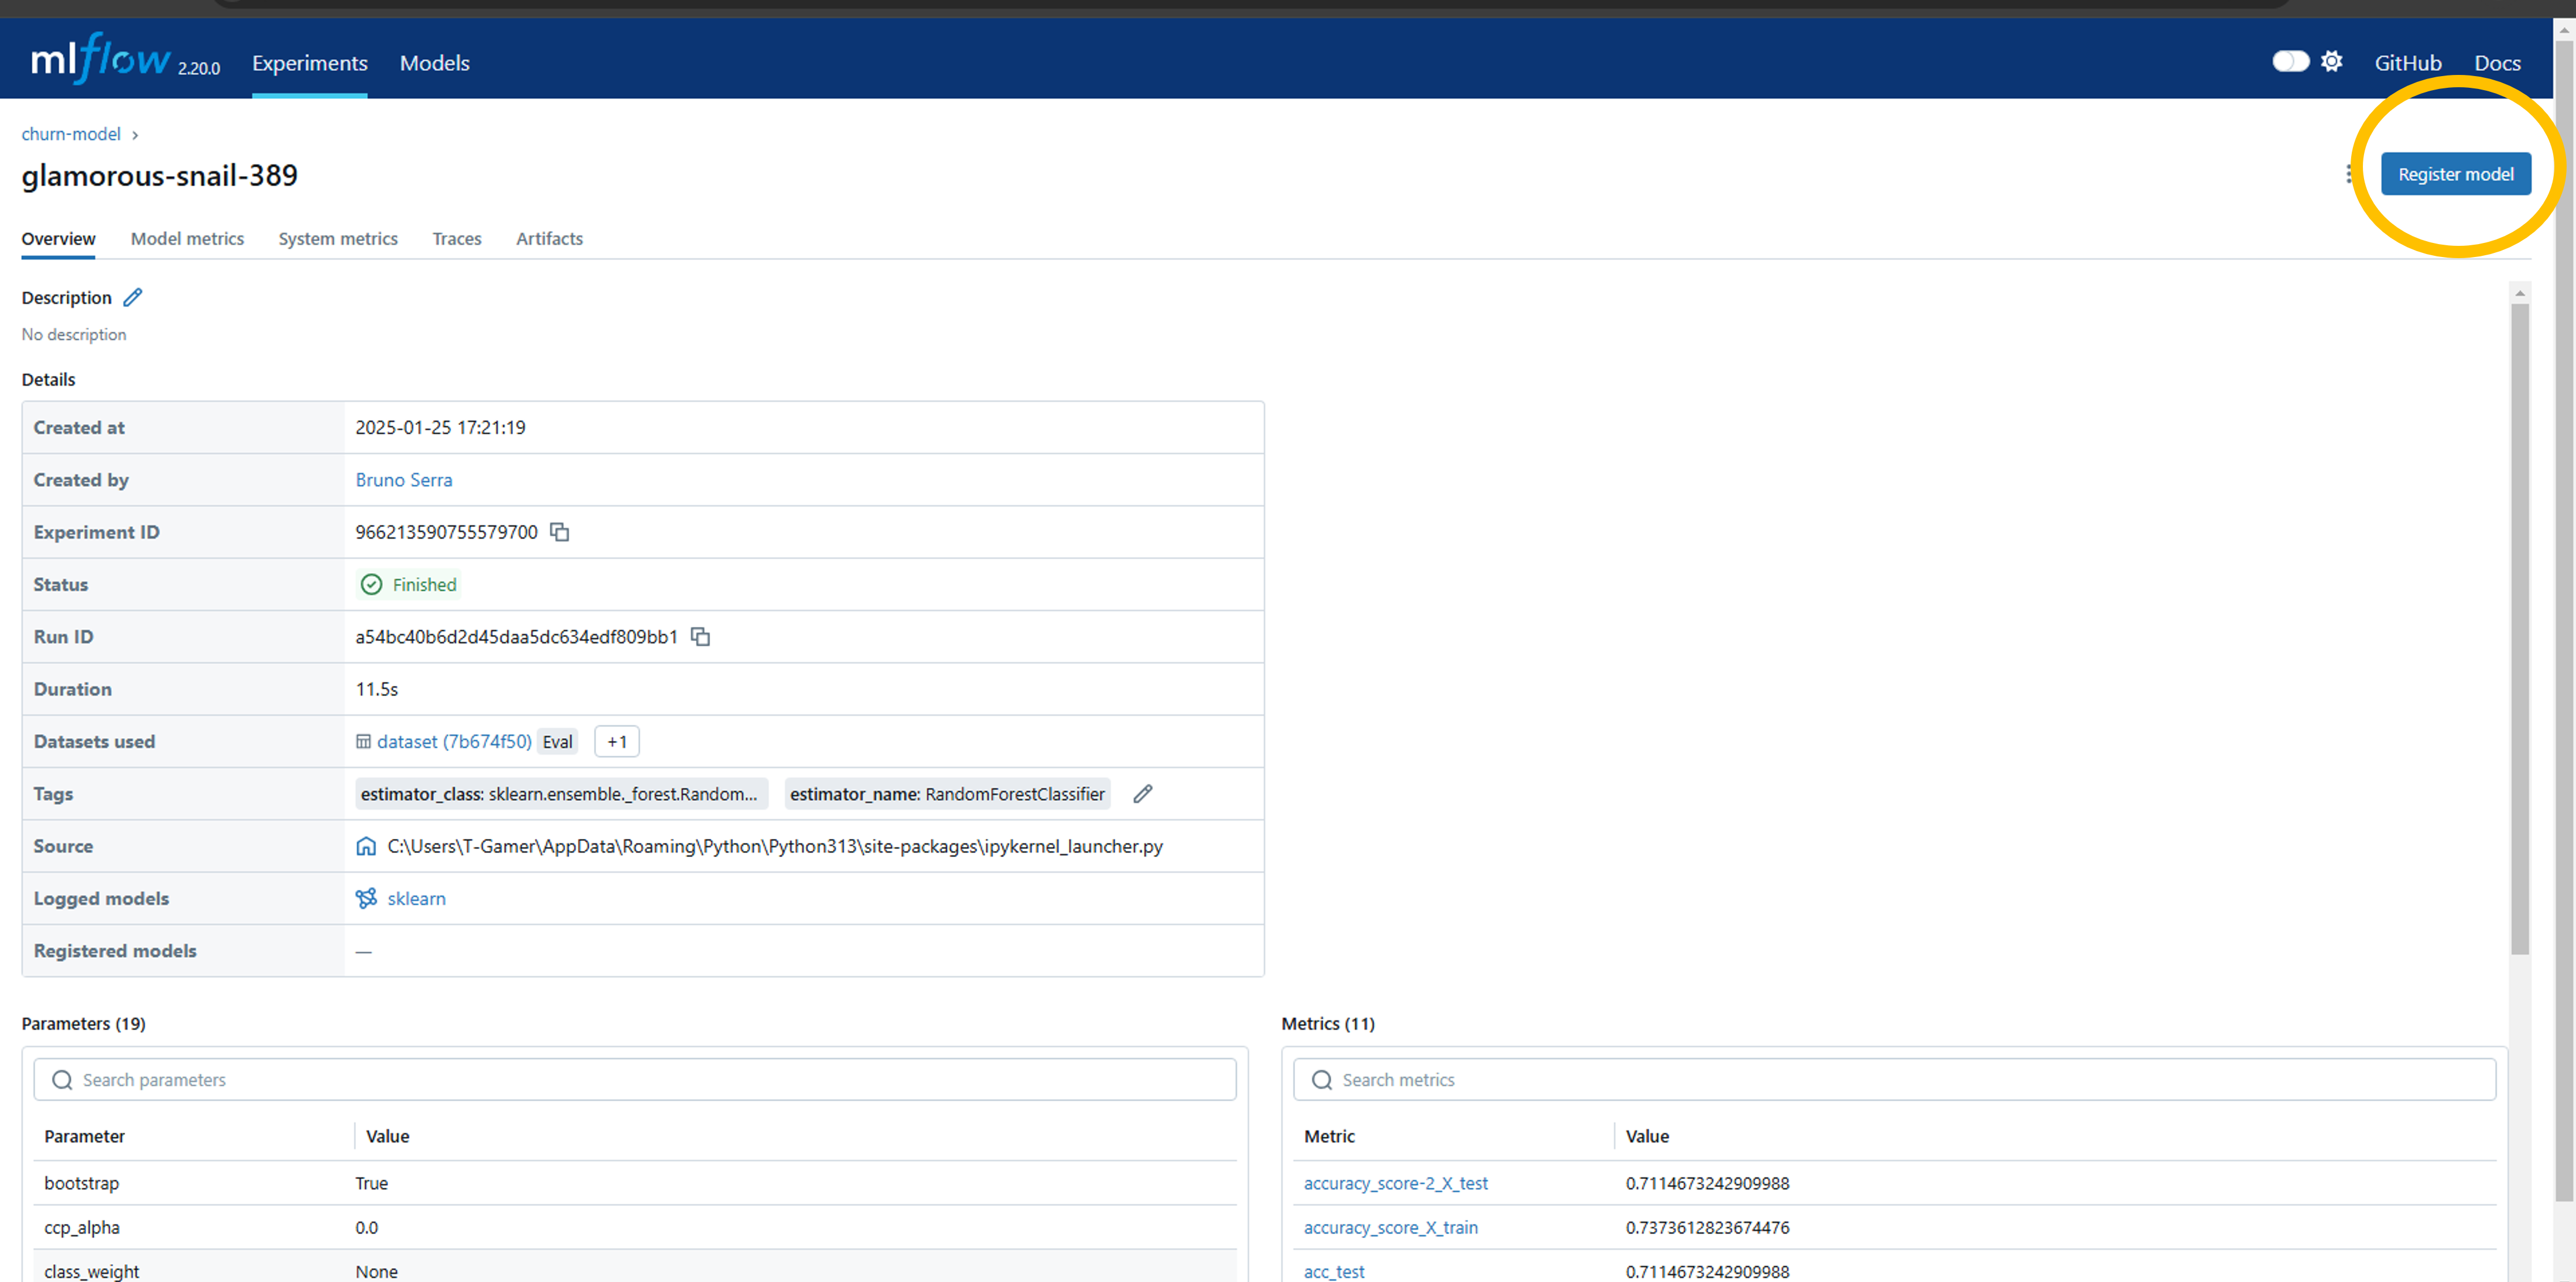 mlflow 2.20.0 Experiments Models GitHub Docs
churn-model ›
glamorous-snail-389
Register model
Overview Model metrics System metrics Traces Artifacts
Description
No description
Details
Created at 2025-01-25 17:21:19
Created by Bruno Serra
Experiment ID 966213590755579700
Status Finished
Run ID a54bc40b6d2d45daa5dc634edf809bb1
Duration 11.5s
Datasets used dataset (7b674f50) Eval +1
Tags estimator_class: sklearn.ensemble._forest.Random... estimator_name: RandomForestClassifier
Source C:\Users\T-Gamer\AppData\Roaming\Python\Python313\site-packages\ipykernel_launcher.py
Logged models sklearn
Registered models —
Parameters (19)
Search parameters
Parameter Value
bootstrap True
ccp_alpha 0.0
class_weight None
Metrics (11)
Search metrics
Metric Value
accuracy_score-2_X_test 0.7114673242909988
accuracy_score_X_train 0.7373612823674476
acc_test 0.7114673242909988